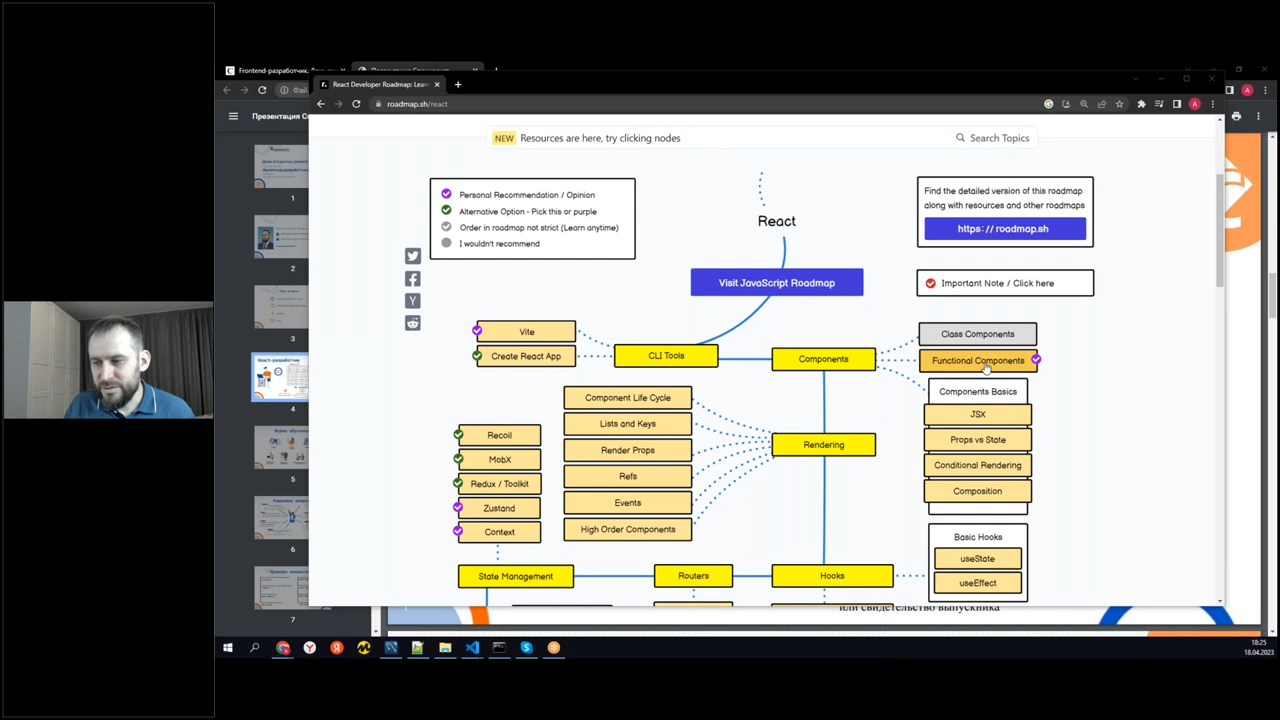 Frontend-разработчик. Для
React Developer Roadmap: Lear
roadmap.sh/react
Презентация Сп
NEW Resources are here, try clicking nodes
Search Topics
Personal Recommendation / Opinion
Alternative Option - Pick this or purple
Order in roadmap not strict (Learn anytime)
I wouldn't recommend
React
Find the detailed version of this roadmap
along with resources and other roadmaps
https: // roadmap.sh
Visit JavaScript Roadmap
Important Note / Click here
Vite
Create React App
CLI Tools
Components
Class Components
Functional Components
Components Basics
JSX
Props vs State
Conditional Rendering
Composition
Component Life Cycle
Lists and Keys
Render Props
Refs
Events
High Order Components
Rendering
Recoil
MobX
Redux / Toolkit
Zustand
Context
Basic Hooks
useState
useEffect
State Management
Routers
Hooks
1
2
3
React-разработчик
4
5
6
7
или свидетельство выпускника
18:25
18.04.2023